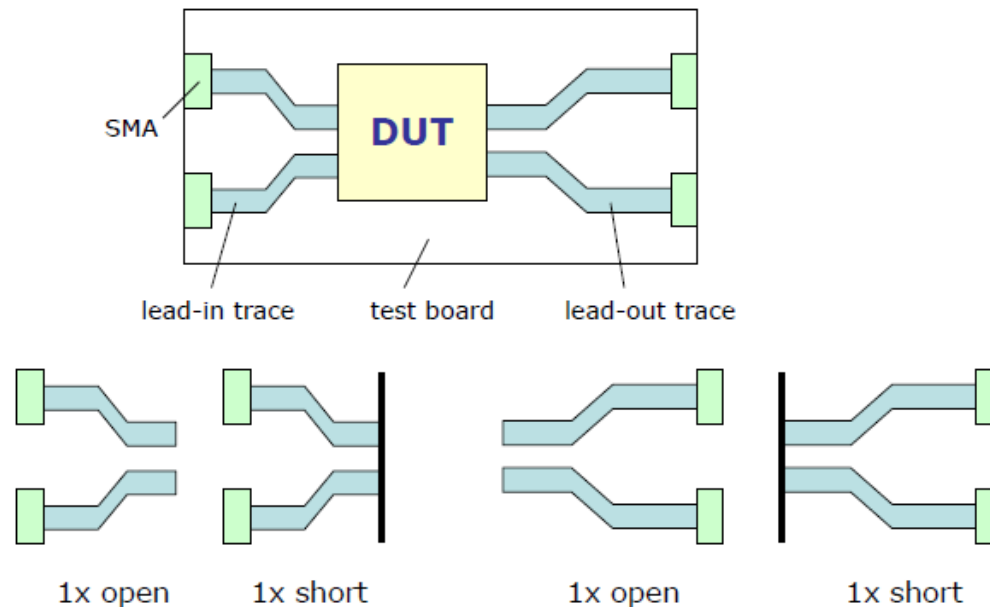 SMA
DUT
lead-in trace
test board
lead-out trace
1x open
1x short
1x open
1x short